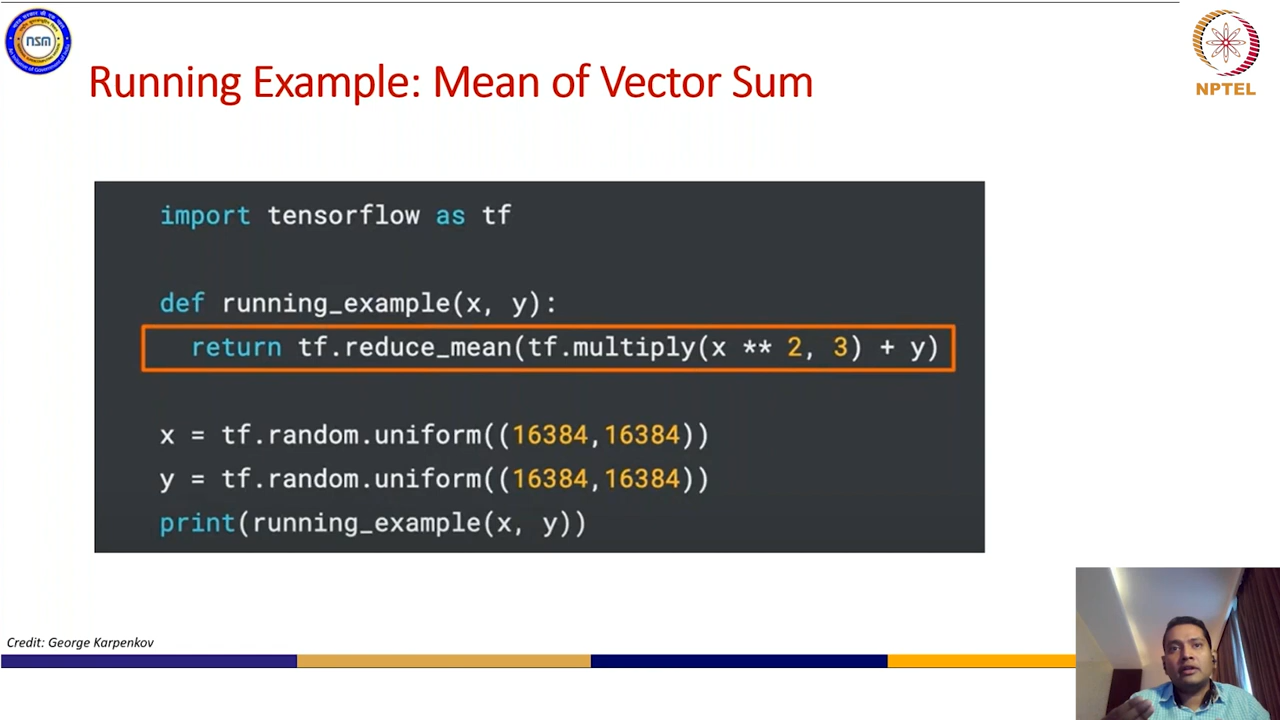 nsm
NPTEL
Running Example: Mean of Vector Sum
import tensorflow as tf
def running_example(x, y):
return tf.reduce_mean(tf.multiply(x ** 2, 3) + y)
x = tf.random.uniform((16384,16384))
y = tf.random.uniform((16384,16384))
print(running_example(x, y))
Credit: George Karpenkov